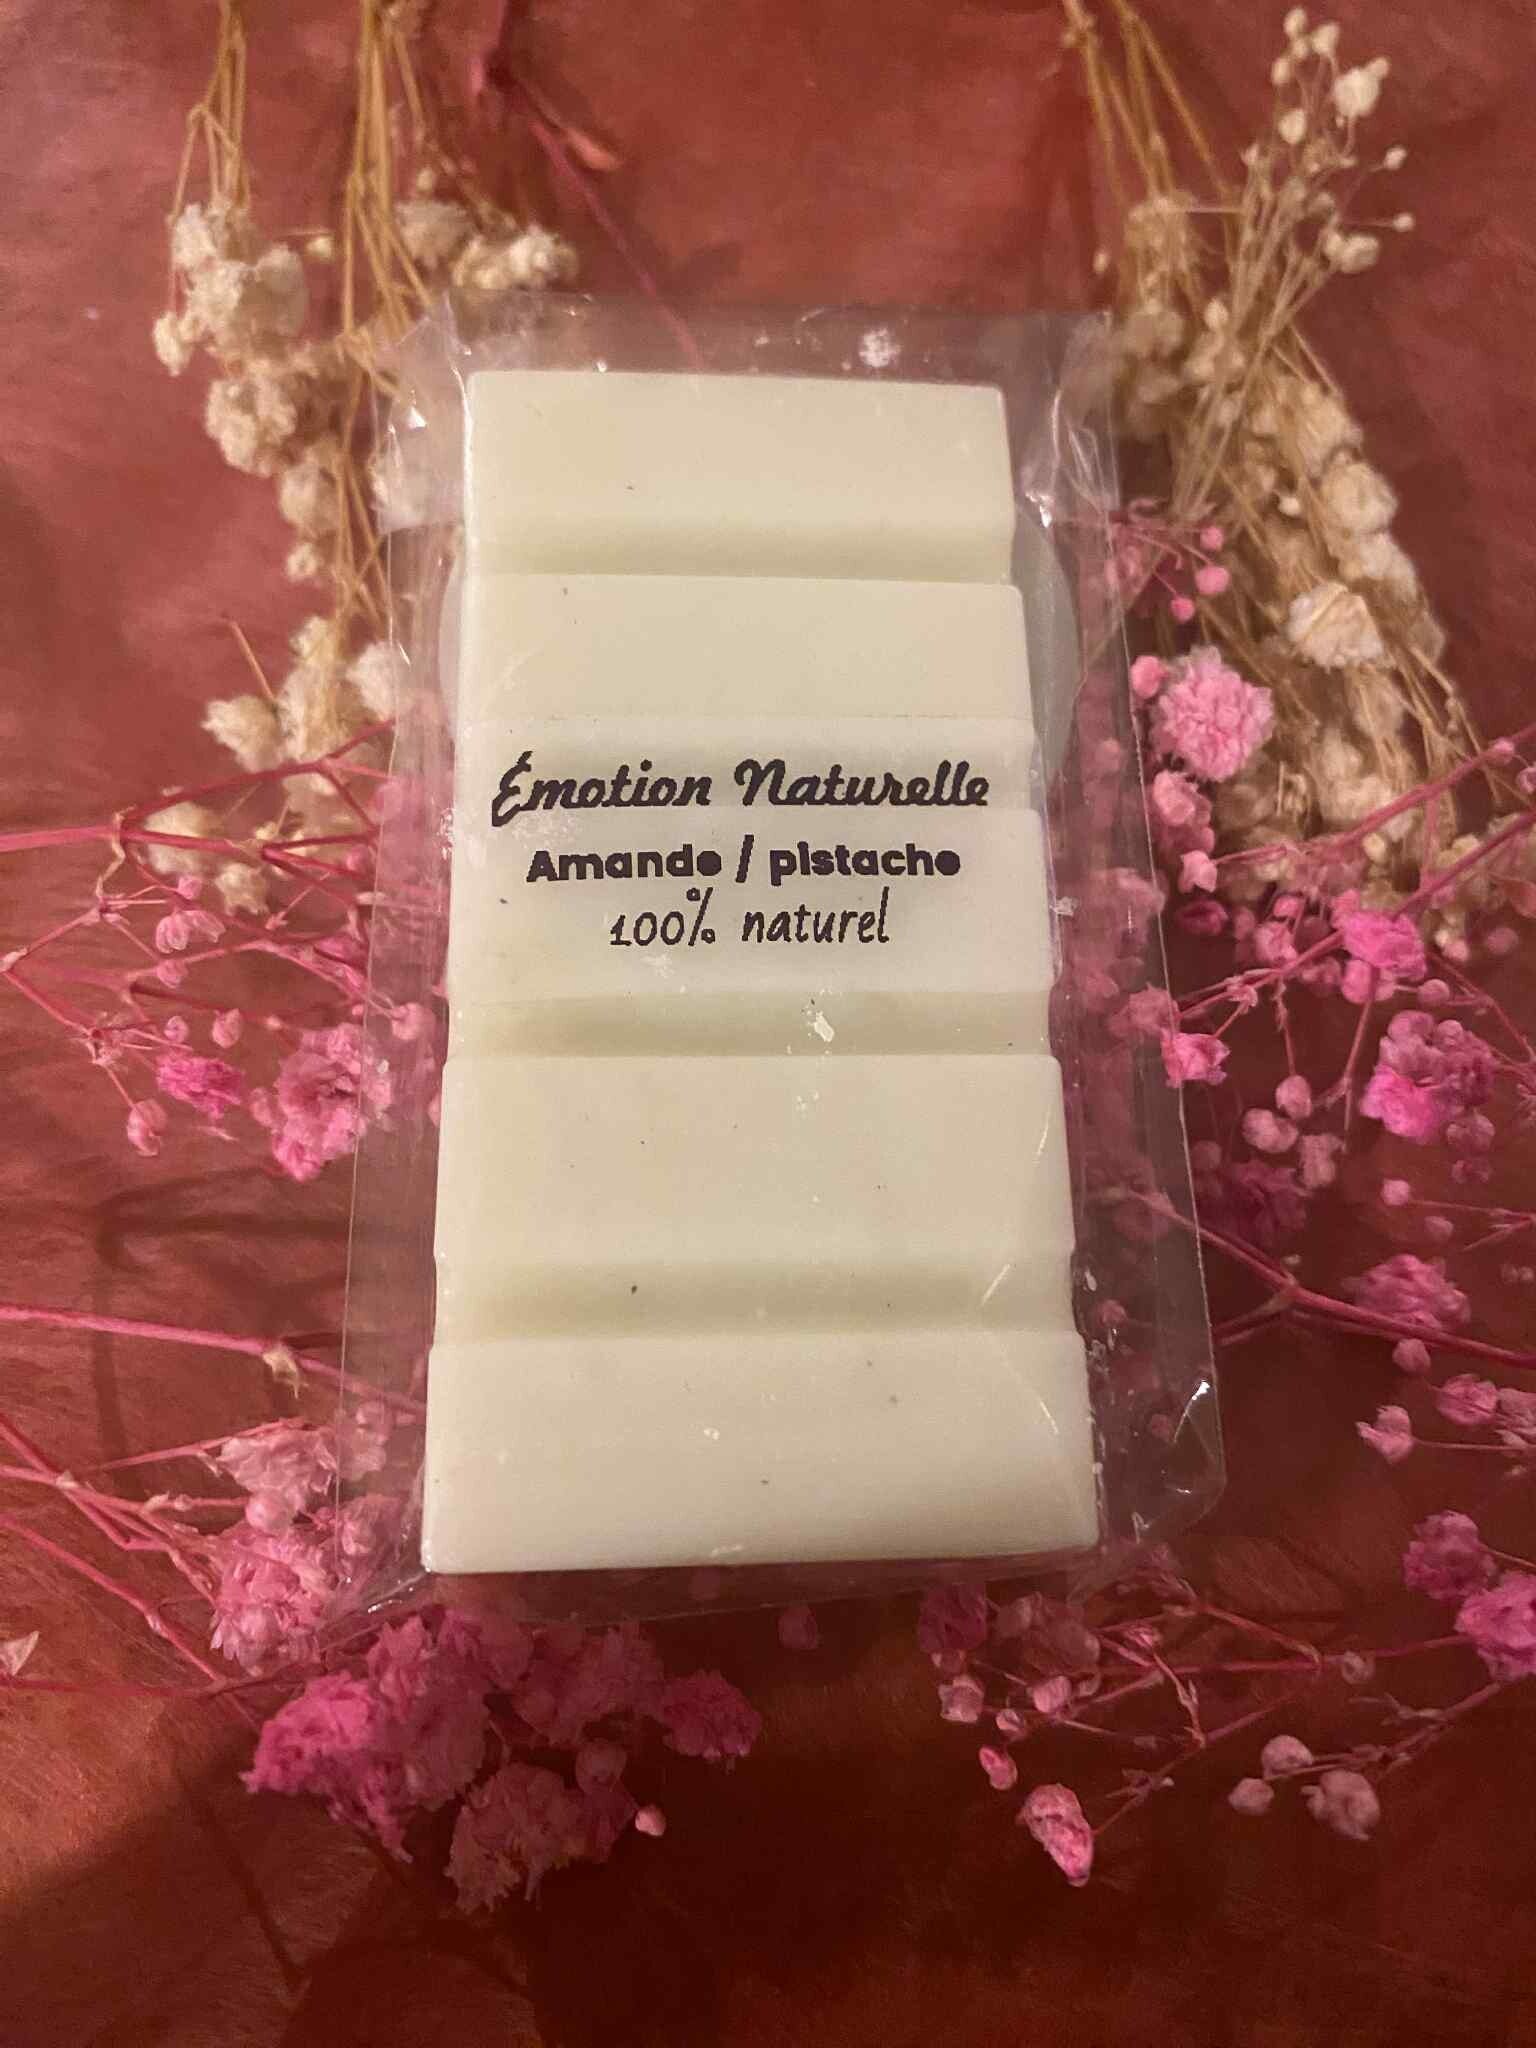 Émotion Naturelle
Amande / pistache
100% naturel